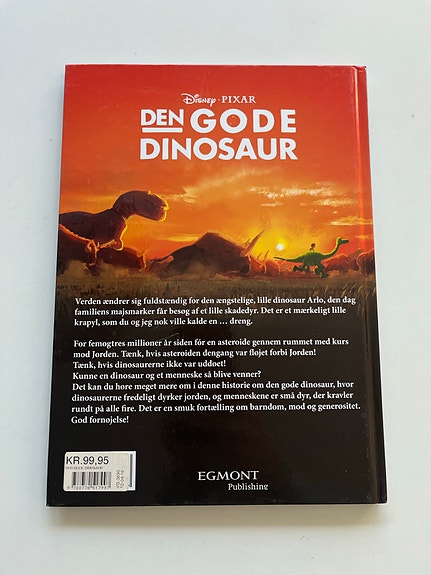 Disney · PIXAR
DEN GODE
DINOSAUR
Verden ændrer sig fuldstændig for den ængstelige, lille dinosaur Arlo, den dag
familiens majsmarker får besøg af et lille skadedyr. Det er et mærkeligt lille
krapyl, som du og jeg nok ville kalde en ... dreng.
For femogtres millioner år siden fór en asteroide gennem rummet med kurs
mod Jorden. Tænk, hvis asteroiden dengang var fløjet forbi Jorden!
Tænk, hvis dinosaurerne ikke var uddøet!
Kunne en dinosaur og et menneske så blive venner?
Det kan du høre meget mere om i denne historie om den gode dinosaur, hvor
dinosaurerne fredeligt dyrker jorden, og menneskene er små dyr, der kravler
rundt på alle fire. Det er en smuk fortælling om barndom, mod og generøsitet.
God fornøjelse!
KR.99,95
DEN GODE DINOSAUR
EGMONT
Publishing